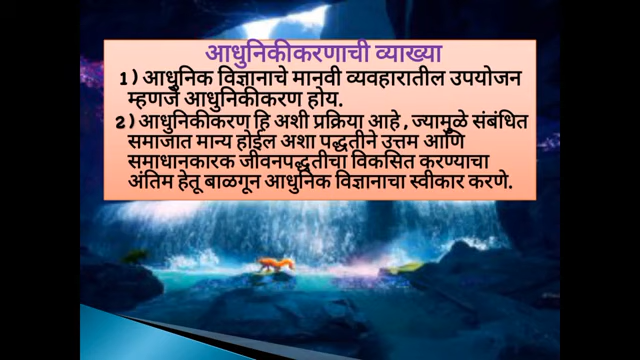 आधुनिकीकरणाची व्याख्या
1 ) आधुनिक विज्ञानाचे मानवी व्यवहारातील उपयोजन
म्हणजे आधुनिकीकरण होय.
2 ) आधुनिकीकरण हि अशी प्रक्रिया आहे , ज्यामुळे संबंधित
समाजात मान्य होईल अशा पद्धतीने उत्तम आणि
समाधानकारक जीवनपद्धतीचा विकसित करण्याचा
अंतिम हेतू बाळगून आधुनिक विज्ञानाचा स्वीकार करणे.